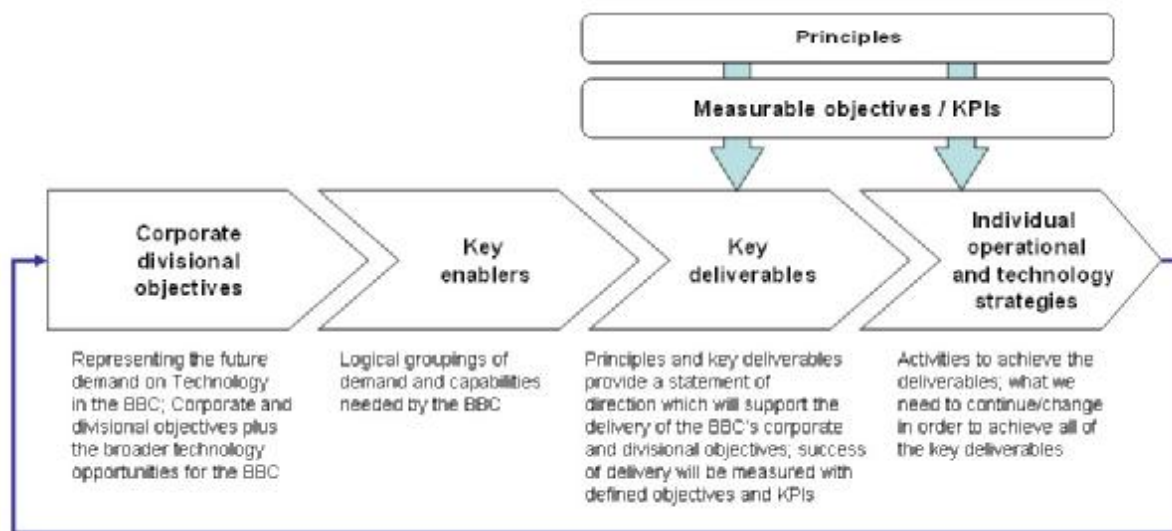 Principles
Measurable objectives / KPIs
Corporate
divisional
objectives
Key
enablers
Key
deliverables
Individual
operational
and technology
strategies
Representing the future
demand on Technology
in the BBC; Corporate and
divisional objectives plus
the broader technology
opportunities for the BBC
Logical groupings of
demand and capabilities
needed by the BBC
Principles and key deliverables
provide a statement of
direction which will support the
delivery of the BBC's corporate
and divisional objectives; success
of delivery will be measured with
defined objectives and KPIs
Activities to achieve the
deliverables; what we
need to continue/change
in order to achieve all of
the key deliverables